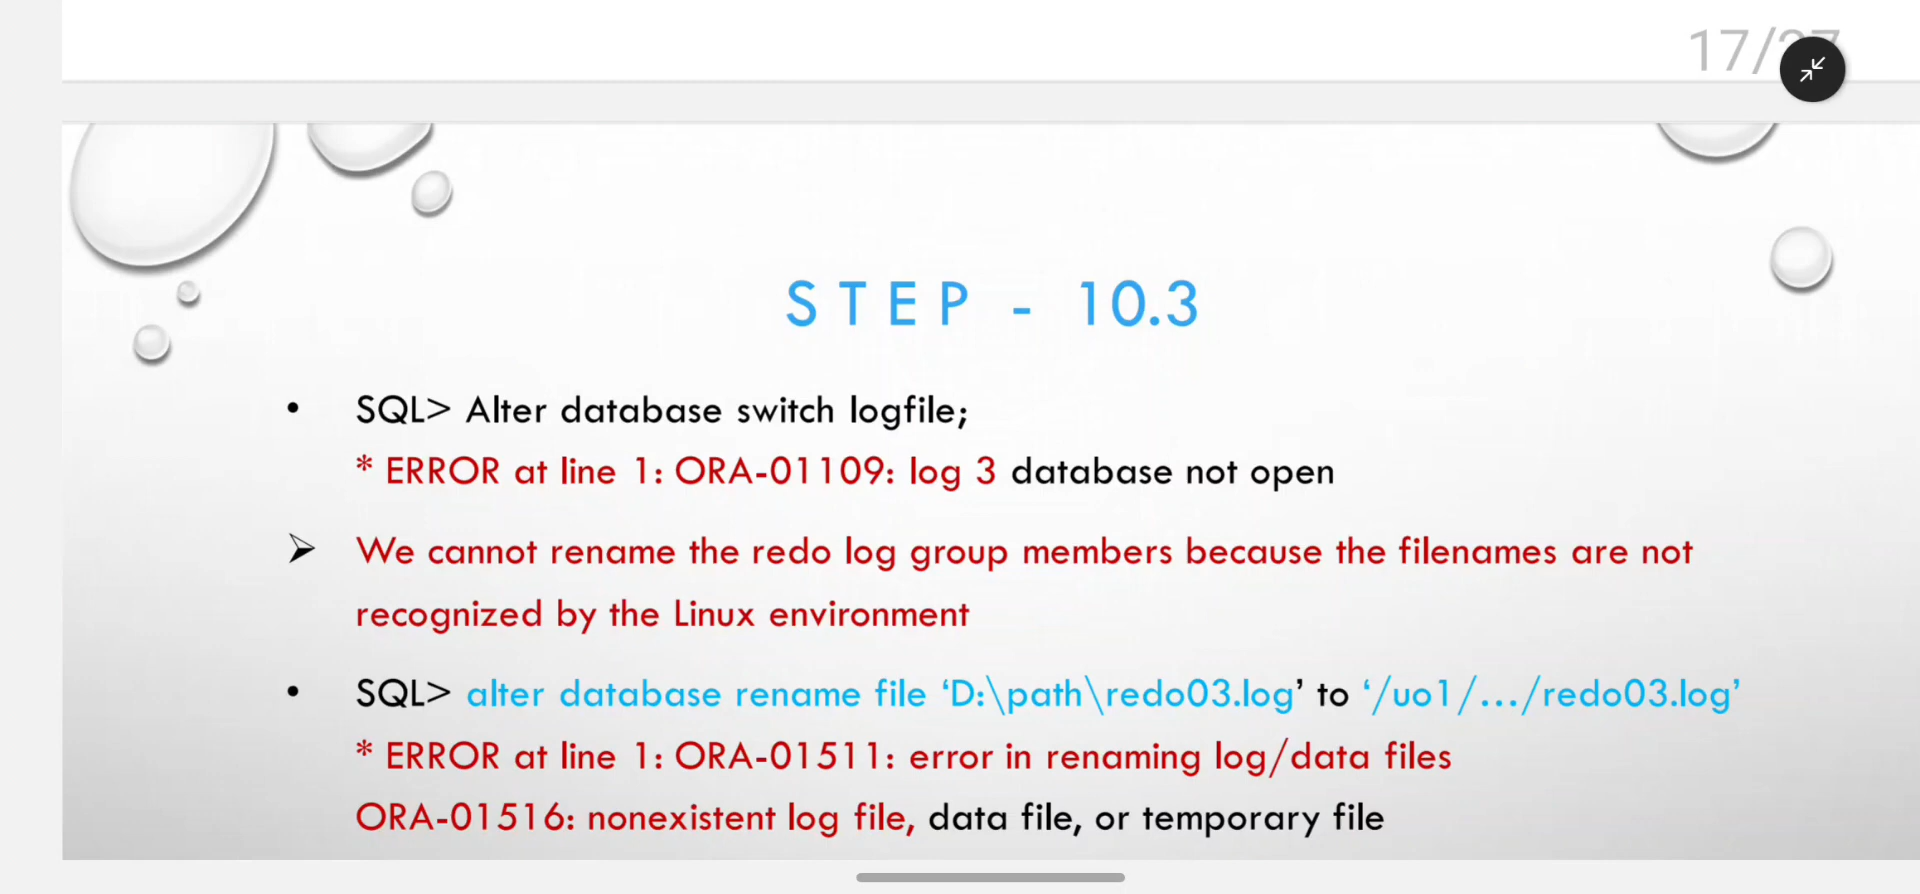 17/
STEP - 10.3
• SQL> Alter database switch logfile;
* ERROR at line 1: ORA-01109: log 3 database not open
➢ We cannot rename the redo log group members because the filenames are not
recognized by the Linux environment
• SQL> alter database rename file ‘D:\path\redo03.log’ to ‘/uo1/…/redo03.log’
* ERROR at line 1: ORA-01511: error in renaming log/data files
ORA-01516: nonexistent log file, data file, or temporary file